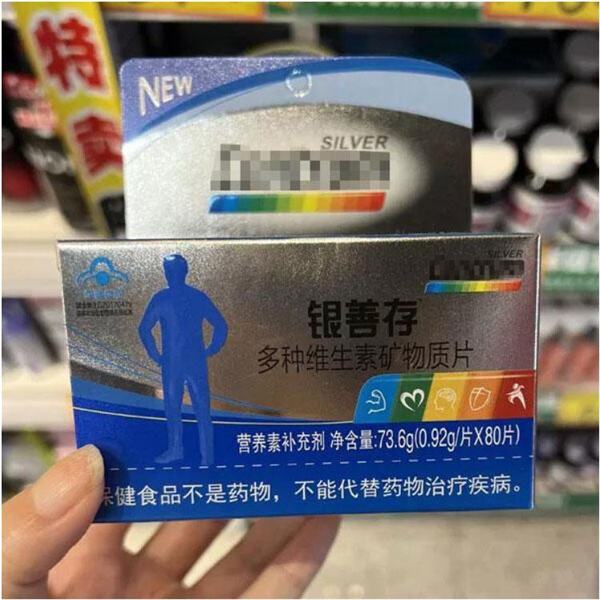 特卖
NEW
SILVER
SILVER
银善存
多种维生素矿物质片
营养素补充剂 净含量:73.6g(0.92g/片X80片)
保健食品不是药物，不能代替药物治疗疾病。